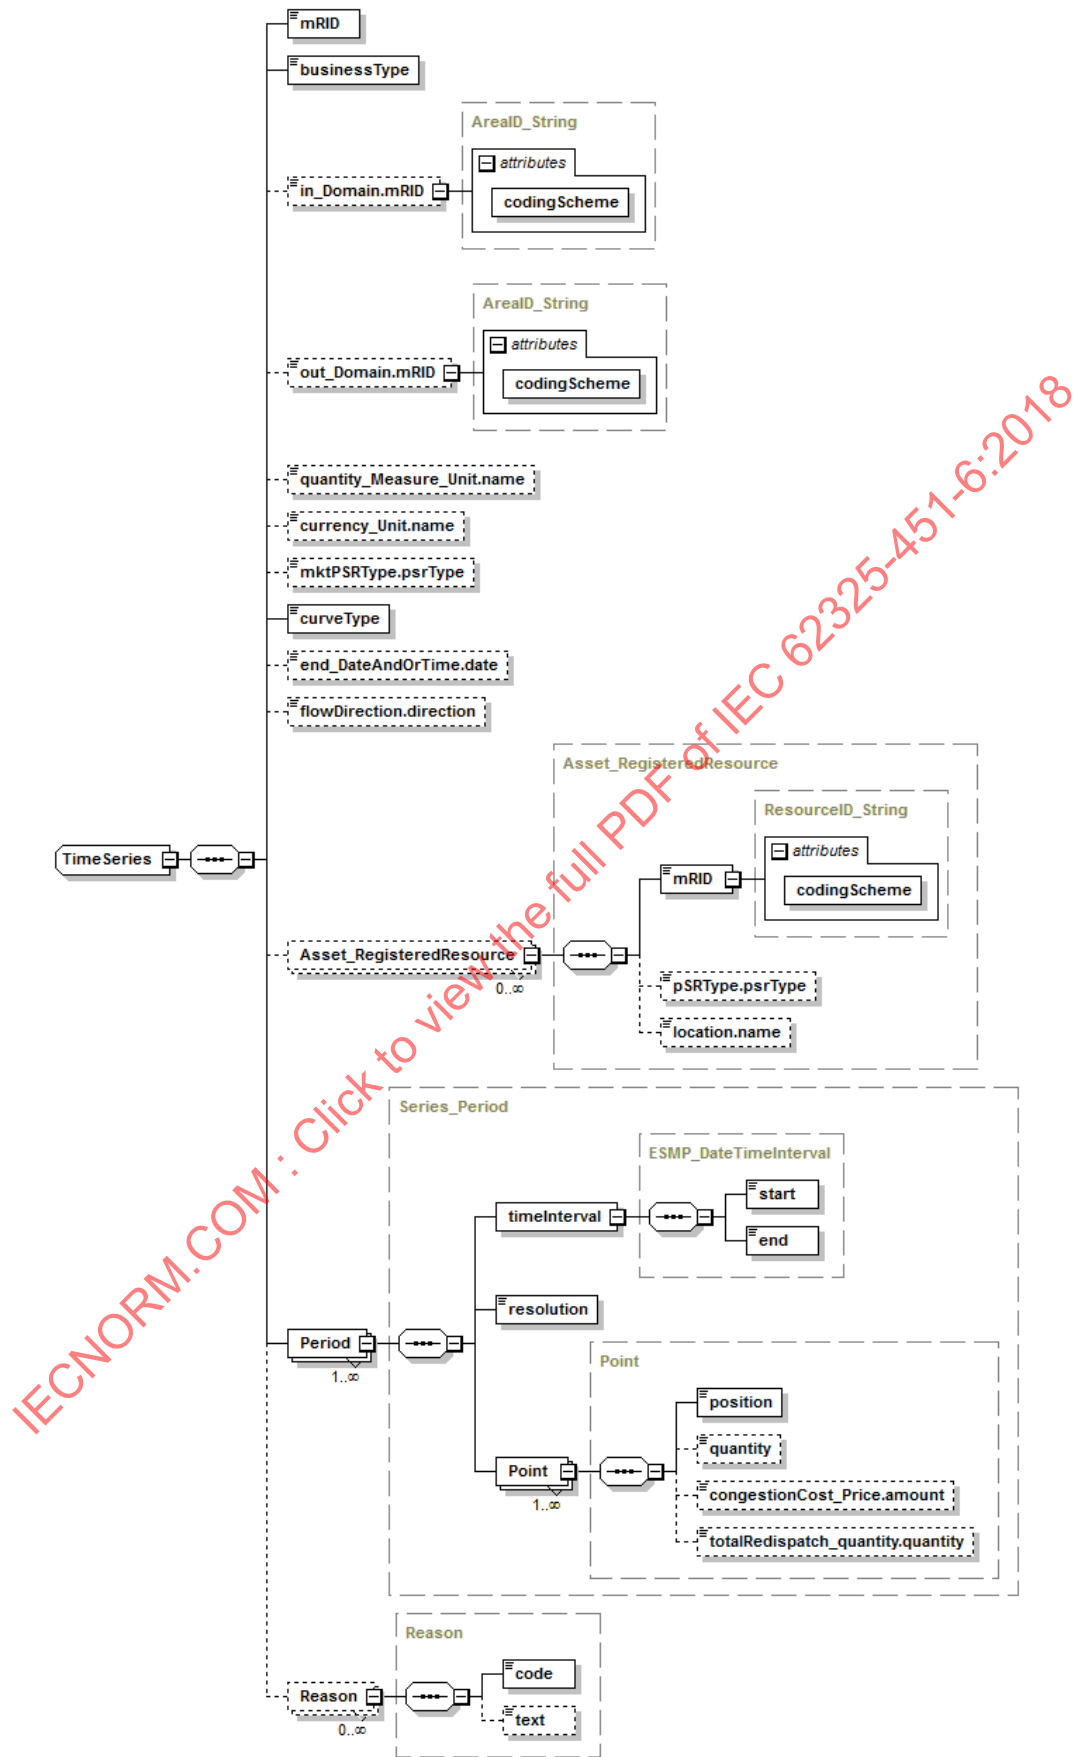 mRID
businessType
AreaID_String
attributes
in_Domain.mRID
codingScheme
AreaID_String
attributes
out_Domain.mRID
codingScheme
quantity_Measure_Unit.name
currency_Unit.name
mktPSRType.psrType
curveType
end_DateAndOrTime.date
flowDirection.direction
Asset_RegisteredResource
ResourceID_String
attributes
TimeSeries
mRID
codingScheme
Asset_RegisteredResource
0..∞
pSRType.psrType
location.name
Series_Period
ESMP_DateTimeInterval
start
timeInterval
end
resolution
Period
1..∞
Point
position
quantity
Point
1..∞
congestionCost_Price.amount
totalRedispatch_quantity.quantity
Reason
code
Reason
0..∞
text
IECNORM.COM : Click to view the full PDF of IEC 62325-451-6:2018